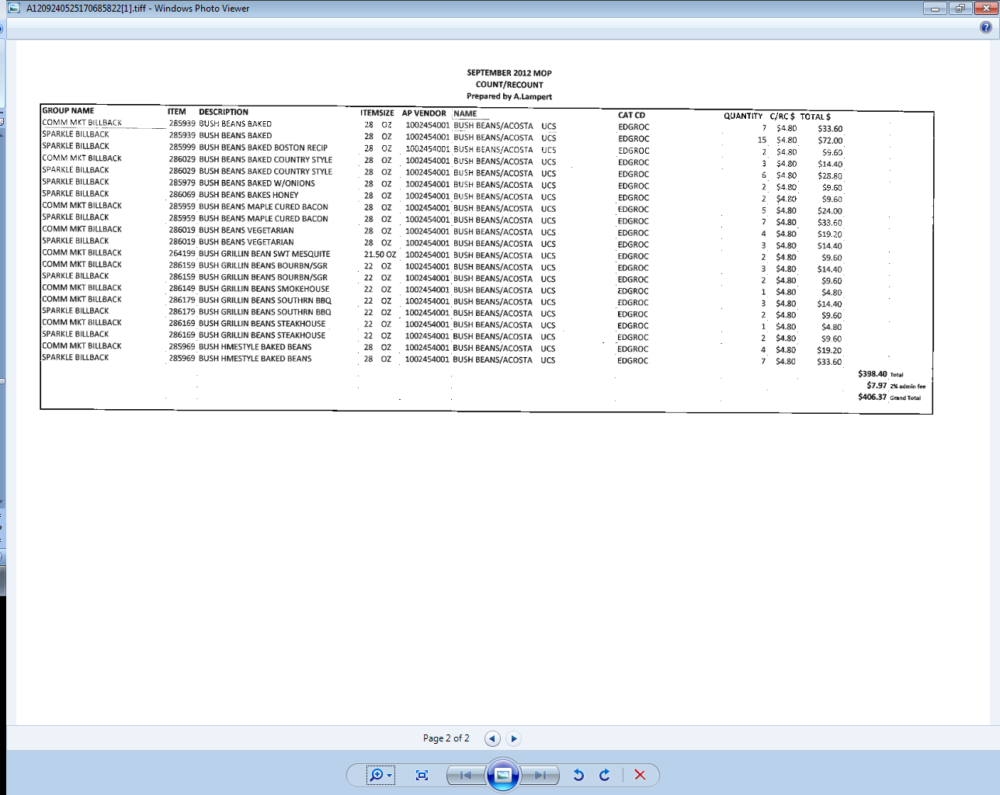 A1209240525170685822[1].tiff - Windows Photo Viewer
SEPTEMBER 2012 MOP
COUNT/RECOUNT
Prepared by A.Lampert
GROUP NAME ITEM DESCRIPTION ITEMSIZE AP VENDOR NAME CAT CD QUANTITY C/RC $ TOTAL $
COMM MKT BILLBACK 285939 BUSH BEANS BAKED 28 OZ 1002454001 BUSH BEANS/ACOSTA UCS EDGROC 7 $4.80 $33.60
SPARKLE BILLBACK 285939 BUSH BEANS BAKED 28 OZ 1002454001 BUSH BEANS/ACOSTA UCS EDGROC 15 $4.80 $72.00
SPARKLE BILLBACK 285999 BUSH BEANS BAKED BOSTON RECIP 28 OZ 1002454001 BUSH BEANS/ACOSTA UCS EDGROC 2 $4.80 $9.60
COMM MKT BILLBACK 286029 BUSH BEANS BAKED COUNTRY STYLE 28 OZ 1002454001 BUSH BEANS/ACOSTA UCS EDGROC 3 $4.80 $14.40
SPARKLE BILLBACK 286029 BUSH BEANS BAKED COUNTRY STYLE 28 OZ 1002454001 BUSH BEANS/ACOSTA UCS EDGROC 6 $4.80 $28.80
SPARKLE BILLBACK 285979 BUSH BEANS BAKED W/ONIONS 28 OZ 1002454001 BUSH BEANS/ACOSTA UCS EDGROC 2 $4.80 $9.60
SPARKLE BILLBACK 286069 BUSH BEANS BAKES HONEY 28 OZ 1002454001 BUSH BEANS/ACOSTA UCS EDGROC 2 $4.80 $9.60
COMM MKT BILLBACK 285959 BUSH BEANS MAPLE CURED BACON 28 OZ 1002454001 BUSH BEANS/ACOSTA UCS EDGROC 5 $4.80 $24.00
SPARKLE BILLBACK 285959 BUSH BEANS MAPLE CURED BACON 28 OZ 1002454001 BUSH BEANS/ACOSTA UCS EDGROC 7 $4.80 $33.60
COMM MKT BILLBACK 286019 BUSH BEANS VEGETARIAN 28 OZ 1002454001 BUSH BEANS/ACOSTA UCS EDGROC 4 $4.80 $19.20
SPARKLE BILLBACK 286019 BUSH BEANS VEGETARIAN 28 OZ 1002454001 BUSH BEANS/ACOSTA UCS EDGROC 3 $4.80 $14.40
COMM MKT BILLBACK 264199 BUSH GRILLIN BEAN SWT MESQUITE 21.50 OZ 1002454001 BUSH BEANS/ACOSTA UCS EDGROC 2 $4.80 $9.60
COMM MKT BILLBACK 286159 BUSH GRILLIN BEANS BOURBN/SGR 22 OZ 1002454001 BUSH BEANS/ACOSTA UCS EDGROC 3 $4.80 $14.40
SPARKLE BILLBACK 286159 BUSH GRILLIN BEANS BOURBN/SGR 22 OZ 1002454001 BUSH BEANS/ACOSTA UCS EDGROC 2 $4.80 $9.60
COMM MKT BILLBACK 286149 BUSH GRILLIN BEANS SMOKEHOUSE 22 OZ 1002454001 BUSH BEANS/ACOSTA UCS EDGROC 1 $4.80 $4.80
COMM MKT BILLBACK 286179 BUSH GRILLIN BEANS SOUTHRN BBQ 22 OZ 1002454001 BUSH BEANS/ACOSTA UCS EDGROC 3 $4.80 $14.40
SPARKLE BILLBACK 286179 BUSH GRILLIN BEANS SOUTHRN BBQ 22 OZ 1002454001 BUSH BEANS/ACOSTA UCS EDGROC 2 $4.80 $9.60
COMM MKT BILLBACK 286169 BUSH GRILLIN BEANS STEAKHOUSE 22 OZ 1002454001 BUSH BEANS/ACOSTA UCS EDGROC 1 $4.80 $4.80
SPARKLE BILLBACK 286169 BUSH GRILLIN BEANS STEAKHOUSE 22 OZ 1002454001 BUSH BEANS/ACOSTA UCS EDGROC 2 $4.80 $9.60
COMM MKT BILLBACK 285969 BUSH HMESTYLE BAKED BEANS 28 OZ 1002454001 BUSH BEANS/ACOSTA UCS EDGROC 4 $4.80 $19.20
SPARKLE BILLBACK 285969 BUSH HMESTYLE BAKED BEANS 28 OZ 1002454001 BUSH BEANS/ACOSTA UCS EDGROC 7 $4.80 $33.60
$398.40 Total
$7.97 2% admin fee
$406.37 Grand Total
Page 2 of 2